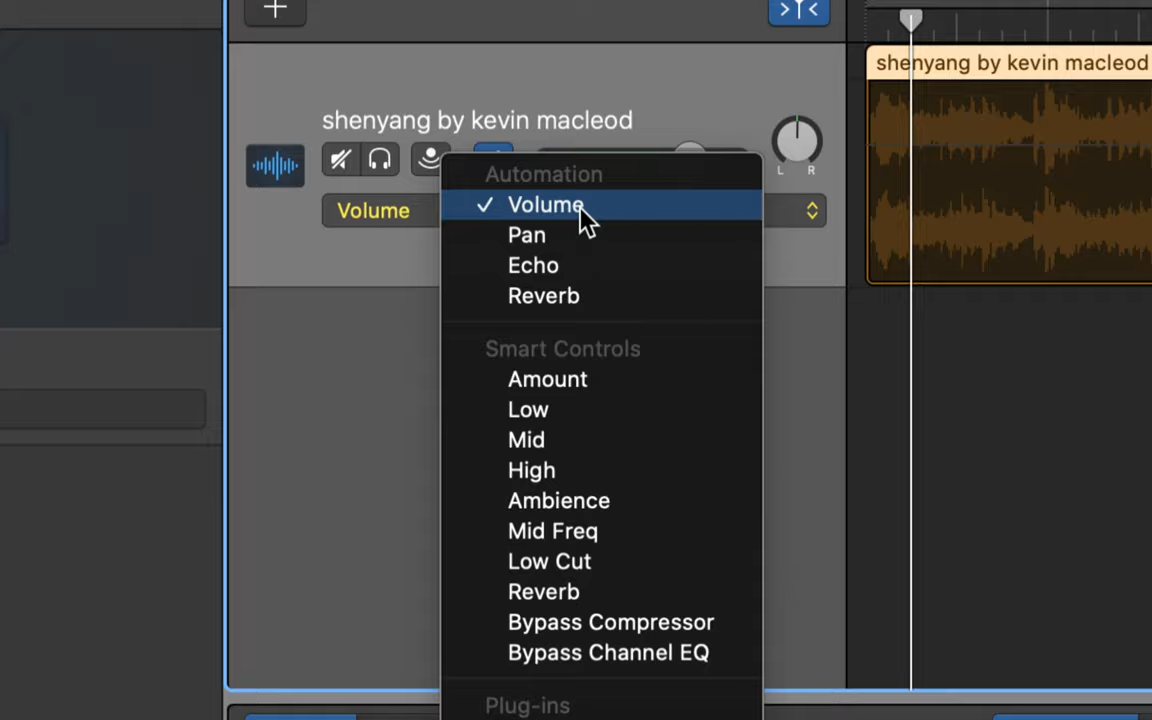 shenyang by kevin macleod
shenyang by kevin macleod
L R
Volume
Automation
✓ Volume
Pan
Echo
Reverb
Smart Controls
Amount
Low
Mid
High
Ambience
Mid Freq
Low Cut
Reverb
Bypass Compressor
Bypass Channel EQ
Plug-ins